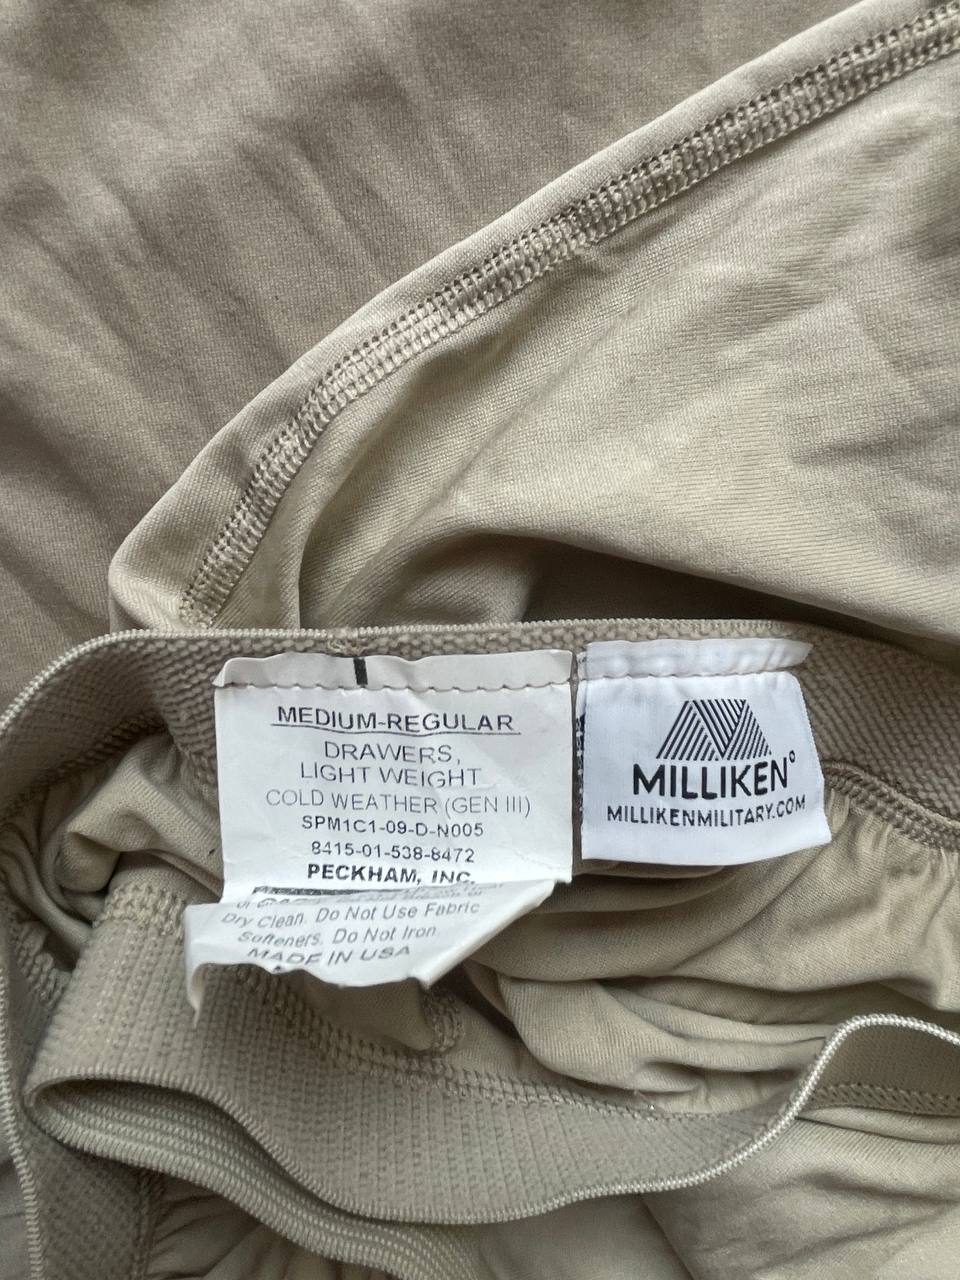 MEDIUM-REGULAR
DRAWERS,
LIGHT WEIGHT
COLD WEATHER (GEN III)
SPM1C1-09-D-N005
8415-01-538-8472
PECKHAM, INC.
Dry Clean. Do Not Use Fabric
Softeners. Do Not Iron.
MADE IN USA
MILLIKEN°
MILLIKENMILITARY.COM